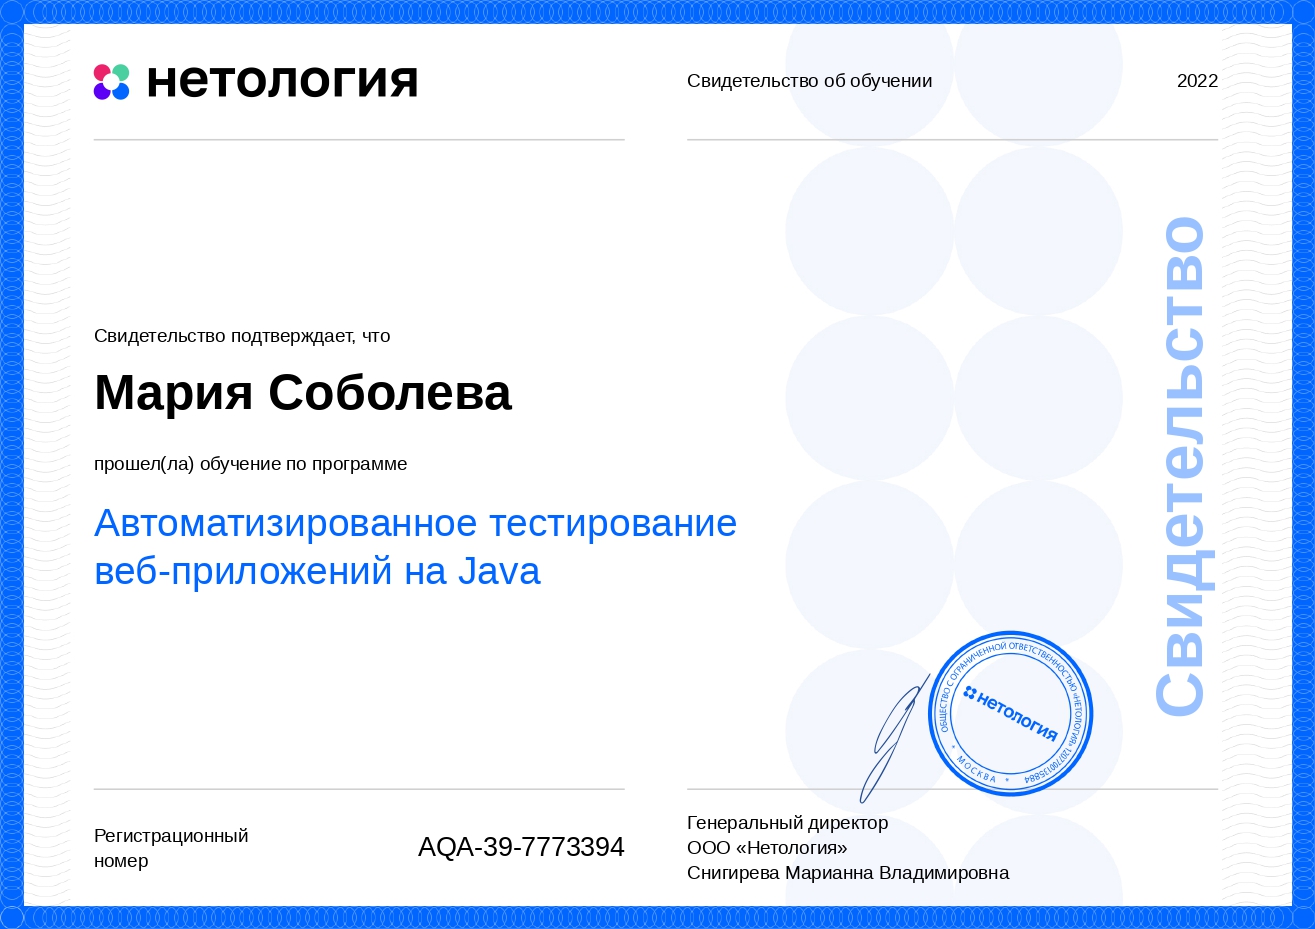 нетология
Свидетельство об обучении
2022
Свидетельство подтверждает, что
Мария Соболева
прошел(ла) обучение по программе
Автоматизированное тестирование
веб-приложений на Java
Свидетельство
ОБЩЕСТВО С ОГРАНИЧЕННОЙ ОТВЕТСТВЕННОСТЬЮ «НЕТОЛОГИЯ» 1207700135884
* МОСКВА *
нетология
Регистрационный
номер
AQA-39-7773394
Генеральный директор
ООО «Нетология»
Снигирева Марианна Владимировна